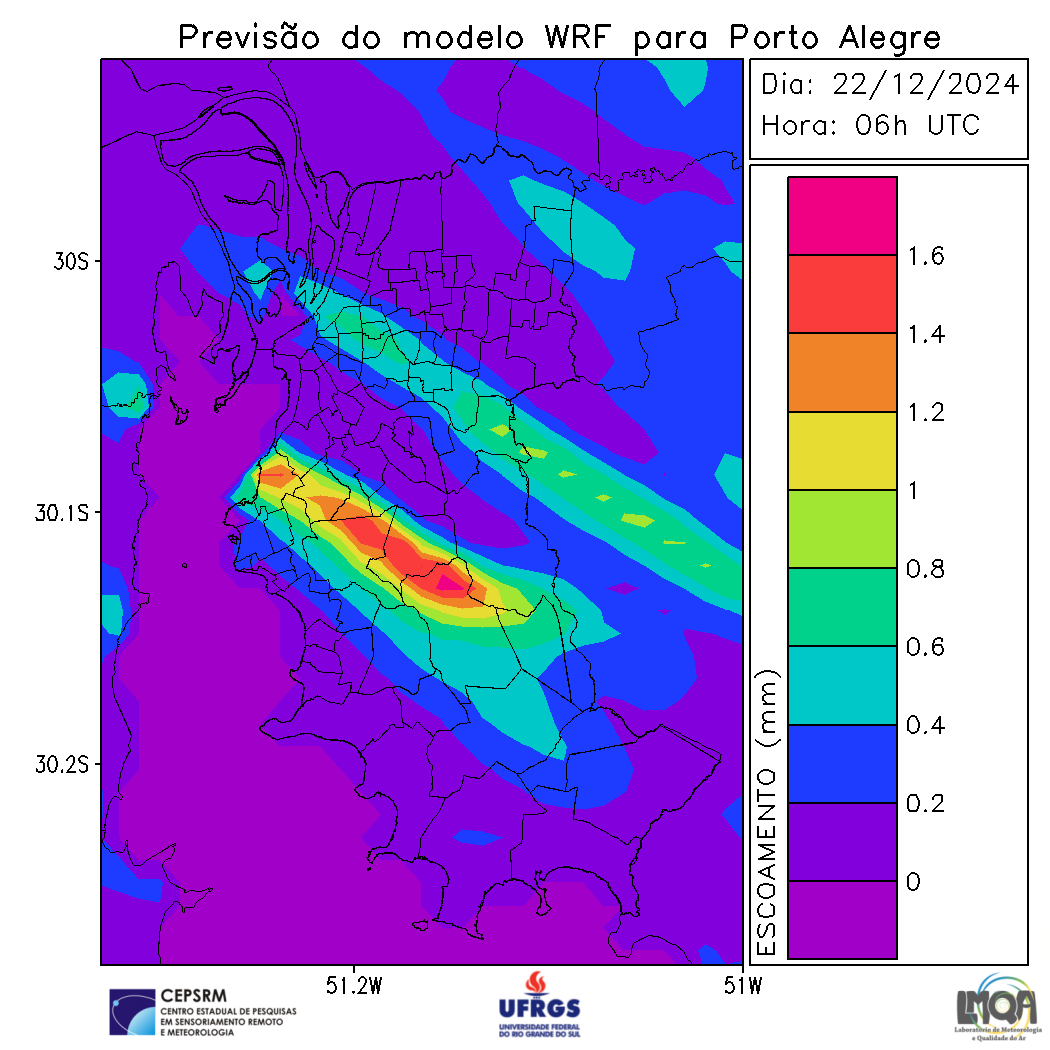 Previsão do modelo WRF para Porto Alegre
Dia: 22/12/2024
Hora: 06h UTC
30S
30.1S
30.2S
51.2W
51W
ESCOAMENTO (mm)
1.6
1.4
1.2
1
0.8
0.6
0.4
0.2
0
CEPSRM
CENTRO ESTADUAL DE PESQUISAS
EM SENSORIAMENTO REMOTO
E METEOROLOGIA
UFRGS
UNIVERSIDADE FEDERAL
DO RIO GRANDE DO SUL
LMQA
Laboratório de Meteorologia
e Qualidade do Ar